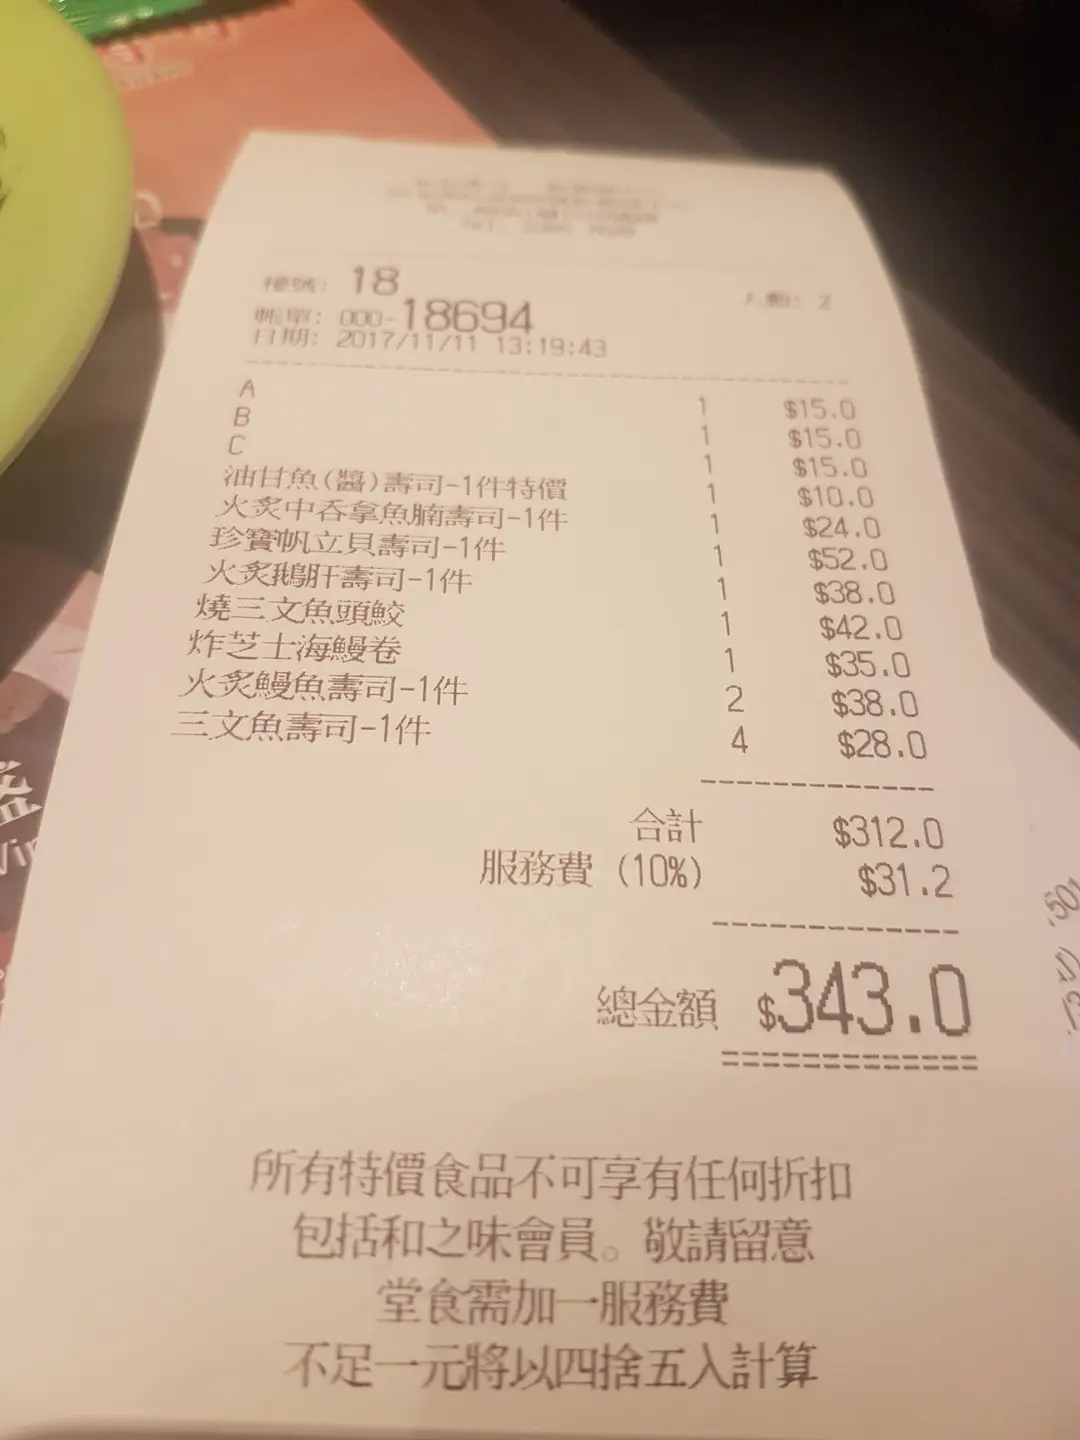 檯號: 18 人數: 2
帳單: 000-18694
日期: 2017/11/11 13:19:43
A 1 $15.0
B 1 $15.0
C 1 $15.0
油甘魚(醬)壽司-1件特價 1 $10.0
火炙中吞拿魚腩壽司-1件 1 $24.0
珍寶帆立貝壽司-1件 1 $52.0
火炙鵝肝壽司-1件 1 $38.0
燒三文魚頭鮫 1 $42.0
炸芝士海鰻卷 1 $35.0
火炙鰻魚壽司-1件 2 $38.0
三文魚壽司-1件 4 $28.0
合計 $312.0
服務費 (10%) $31.2
總金額 $343.0
所有特價食品不可享有任何折扣
包括和之味會員。敬請留意
堂食需加一服務費
不足一元將以四捨五入計算